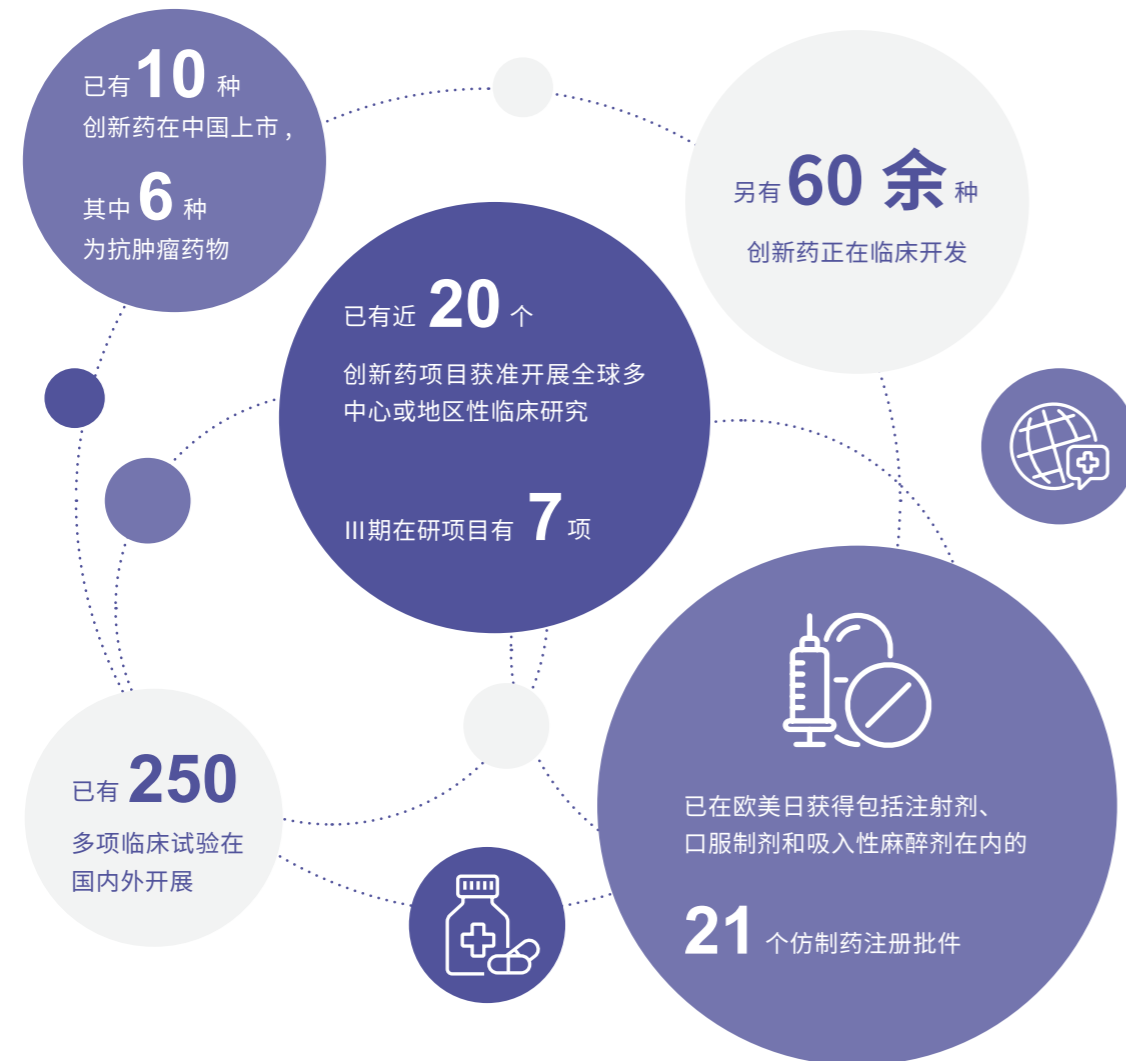 已有 10 种
创新药在中国上市，
其中 6 种
为抗肿瘤药物
另有 60 余 种
创新药正在临床开发
已有近 20 个
创新药项目获准开展全球多
中心或地区性临床研究
III期在研项目有 7 项
已有 250
多项临床试验在
国内外开展
已在欧美日获得包括注射剂、
口服制剂和吸入性麻醉剂在内的
21 个仿制药注册批件